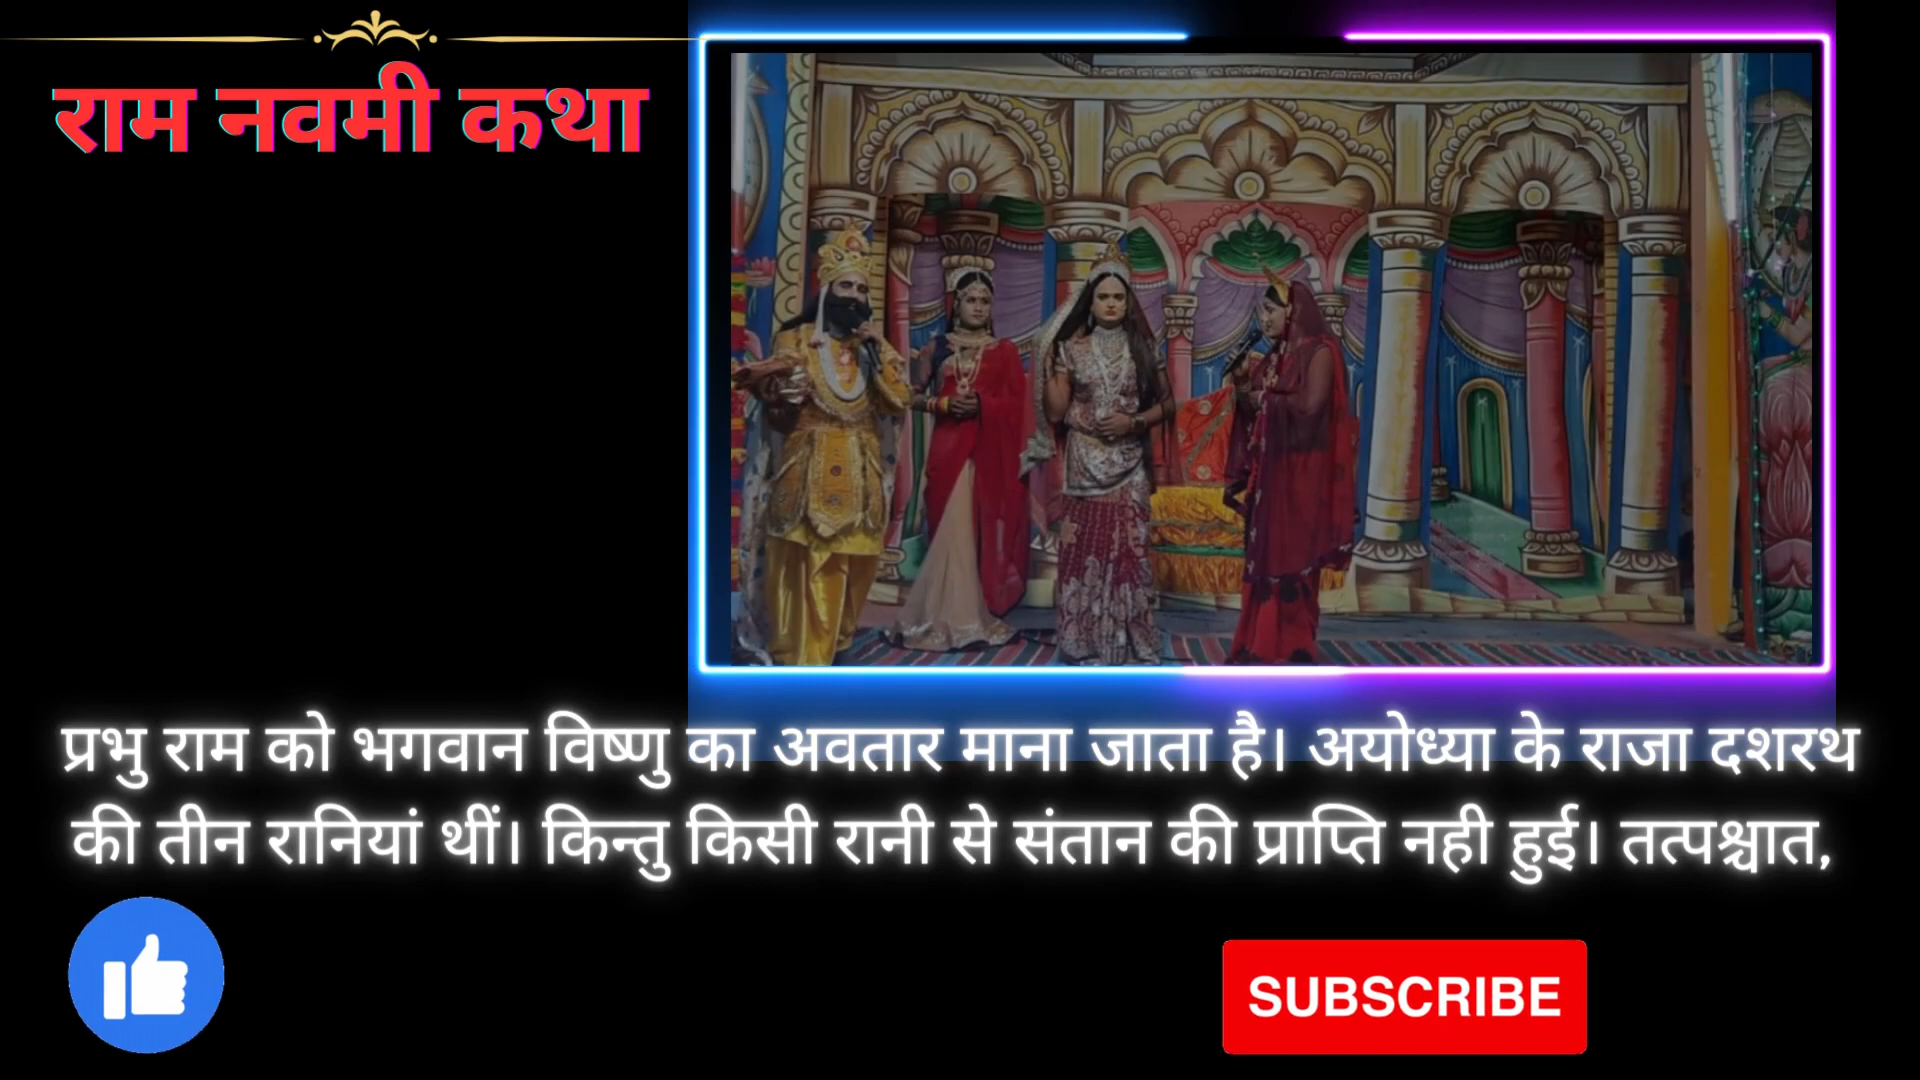 राम नवमी कथा
प्रभु राम को भगवान विष्णु का अवतार माना जाता है। अयोध्या के राजा दशरथ
की तीन रानियां थीं। किन्तु किसी रानी से संतान की प्राप्ति नही हुई। तत्पश्चात,
SUBSCRIBE